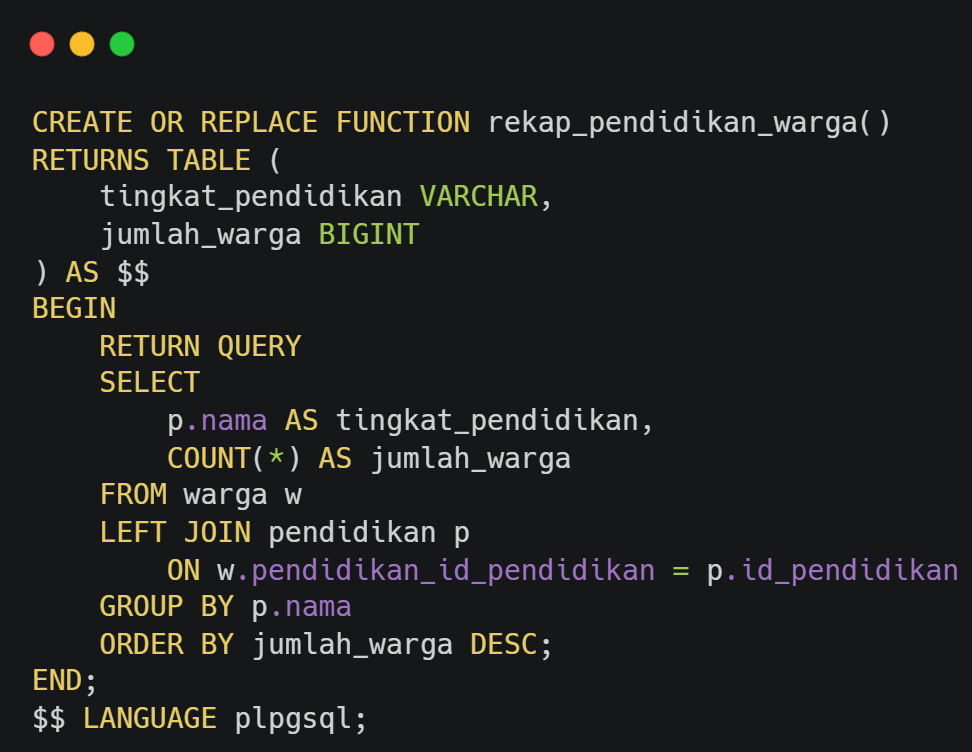 CREATE OR REPLACE FUNCTION rekap_pendidikan_warga()
RETURNS TABLE (
    tingkat_pendidikan VARCHAR,
    jumlah_warga BIGINT
) AS $$
BEGIN
    RETURN QUERY
    SELECT
        p.nama AS tingkat_pendidikan,
        COUNT(*) AS jumlah_warga
    FROM warga w
    LEFT JOIN pendidikan p
        ON w.pendidikan_id_pendidikan = p.id_pendidikan
    GROUP BY p.nama
    ORDER BY jumlah_warga DESC;
END;
$$ LANGUAGE plpgsql;